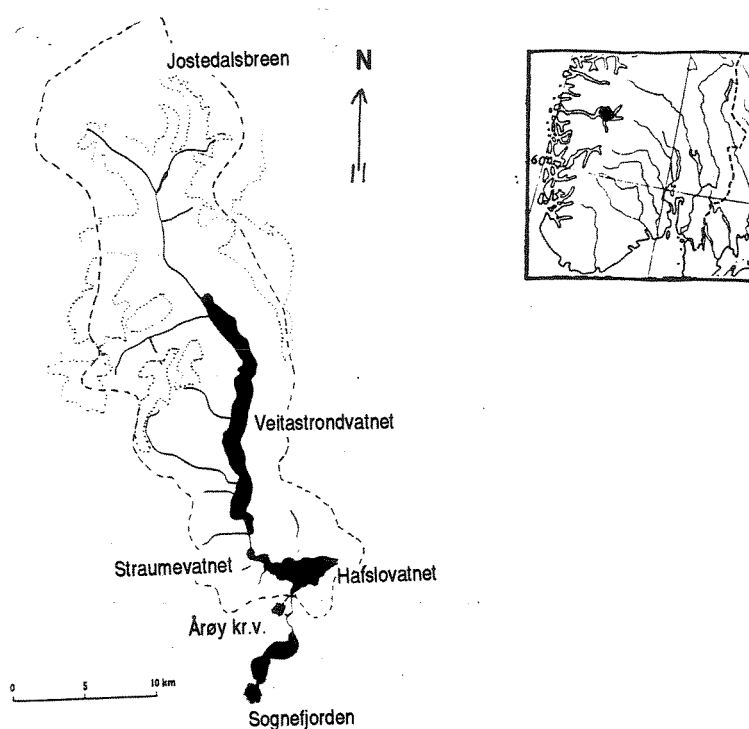 Jostedalsbreen
N
Veitastrondvatnet
Straumevatnet
Hafslovatnet
Årøy kr.v.
0 5 10 km
Sognefjorden